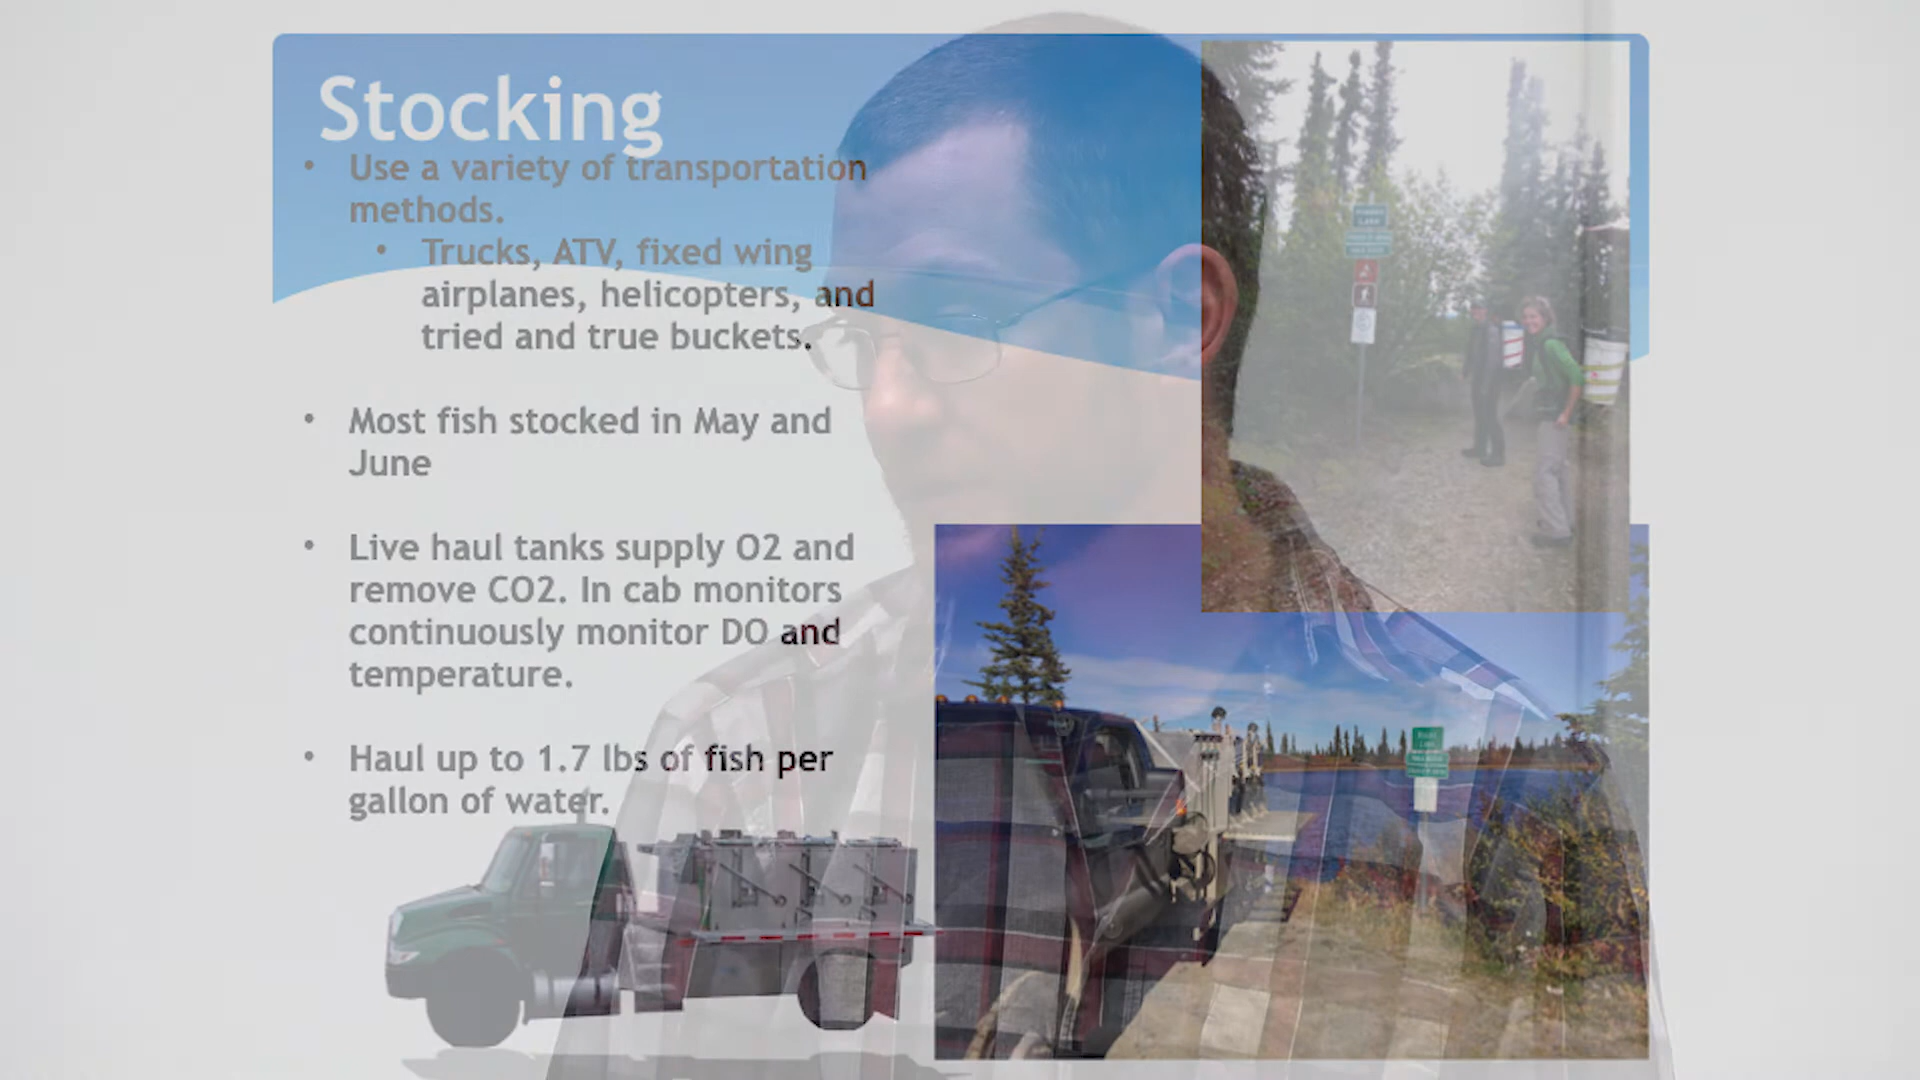 Stocking
• Use a variety of transportation
methods.
• Trucks, ATV, fixed wing
airplanes, helicopters, and
tried and true buckets.
• Most fish stocked in May and
June
• Live haul tanks supply O2 and
remove CO2. In cab monitors
continuously monitor DO and
temperature.
• Haul up to 1.7 lbs of fish per
gallon of water.